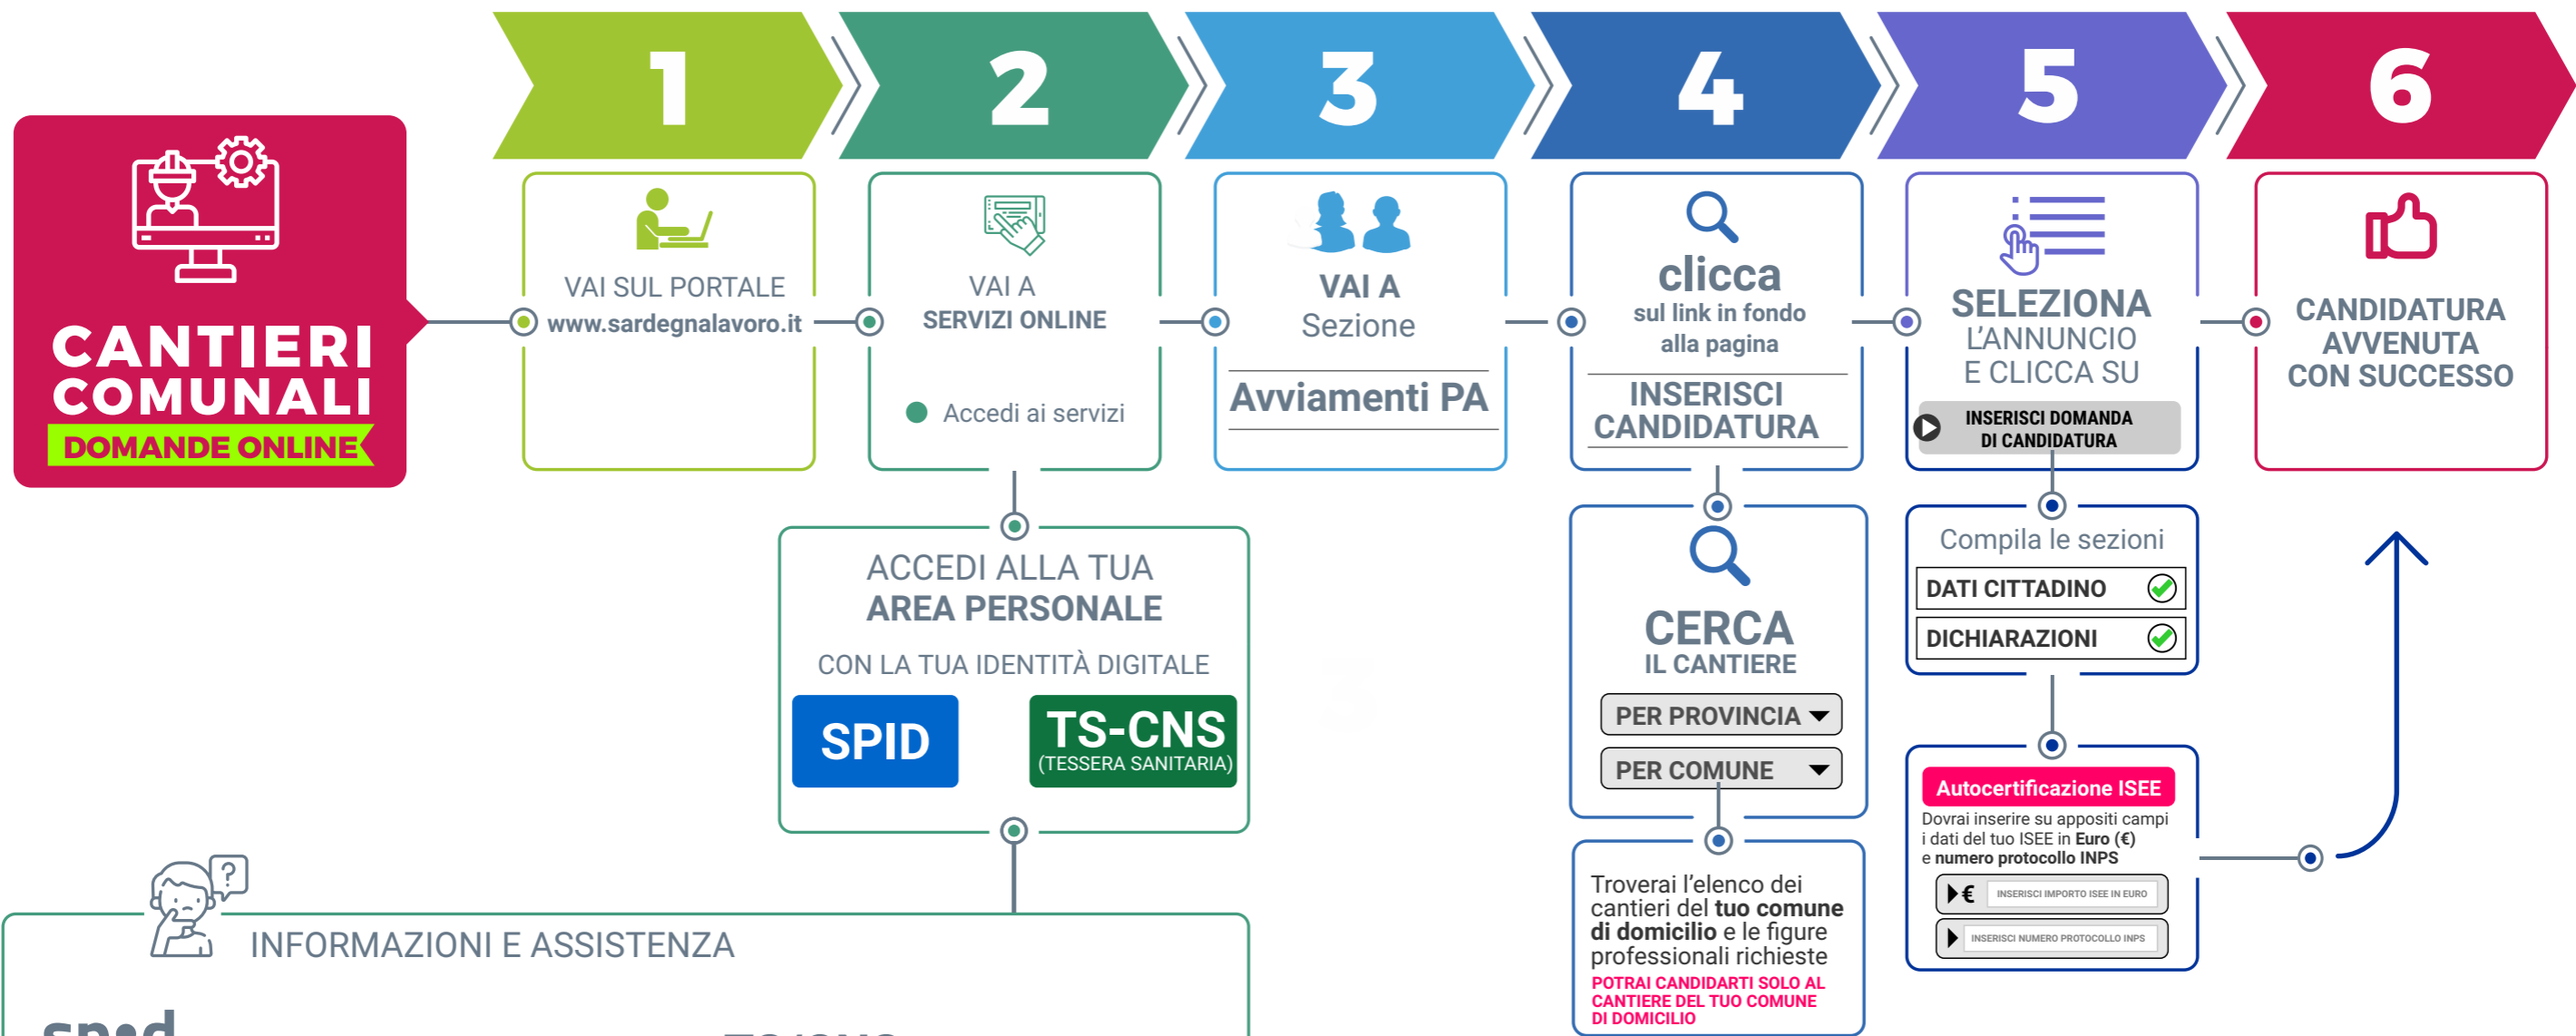 CANTIERI
COMUNALI
DOMANDE ONLINE
1
VAI SUL PORTALE
www.sardegnalavoro.it
2
VAI A
SERVIZI ONLINE
Accedi ai servizi
ACCEDI ALLA TUA
AREA PERSONALE
CON LA TUA IDENTITÀ DIGITALE
SPID
TS-CNS
(TESSERA SANITARIA)
3
VAI A
Sezione
Avviamenti PA
4
clicca
sul link in fondo
alla pagina
INSERISCI
CANDIDATURA
CERCA
IL CANTIERE
PER PROVINCIA
PER COMUNE
Troverai l'elenco dei
cantieri del tuo comune
di domicilio e le figure
professionali richieste
POTRAI CANDIDARTI SOLO AL
CANTIERE DEL TUO COMUNE
DI DOMICILIO
5
SELEZIONA
L'ANNUNCIO
E CLICCA SU
INSERISCI DOMANDA
DI CANDIDATURA
Compila le sezioni
DATI CITTADINO
DICHIARAZIONI
Autocertificazione ISEE
Dovrai inserire su appositi campi
i dati del tuo ISEE in Euro (€)
e numero protocollo INPS
€ INSERISCI IMPORTO ISEE IN EURO
INSERISCI NUMERO PROTOCOLLO INPS
6
CANDIDATURA
AVVENUTA
CON SUCCESSO
?
INFORMAZIONI E ASSISTENZA
spid